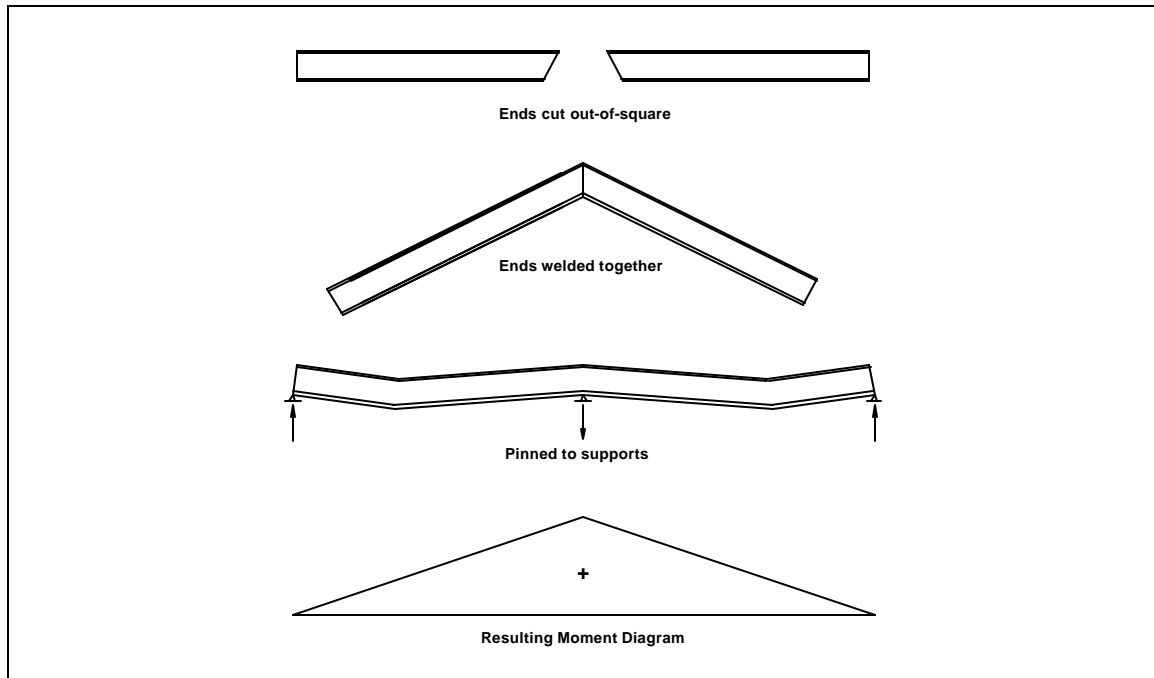 Ends cut out-of-square
Ends welded together
Pinned to supports
+
Resulting Moment Diagram